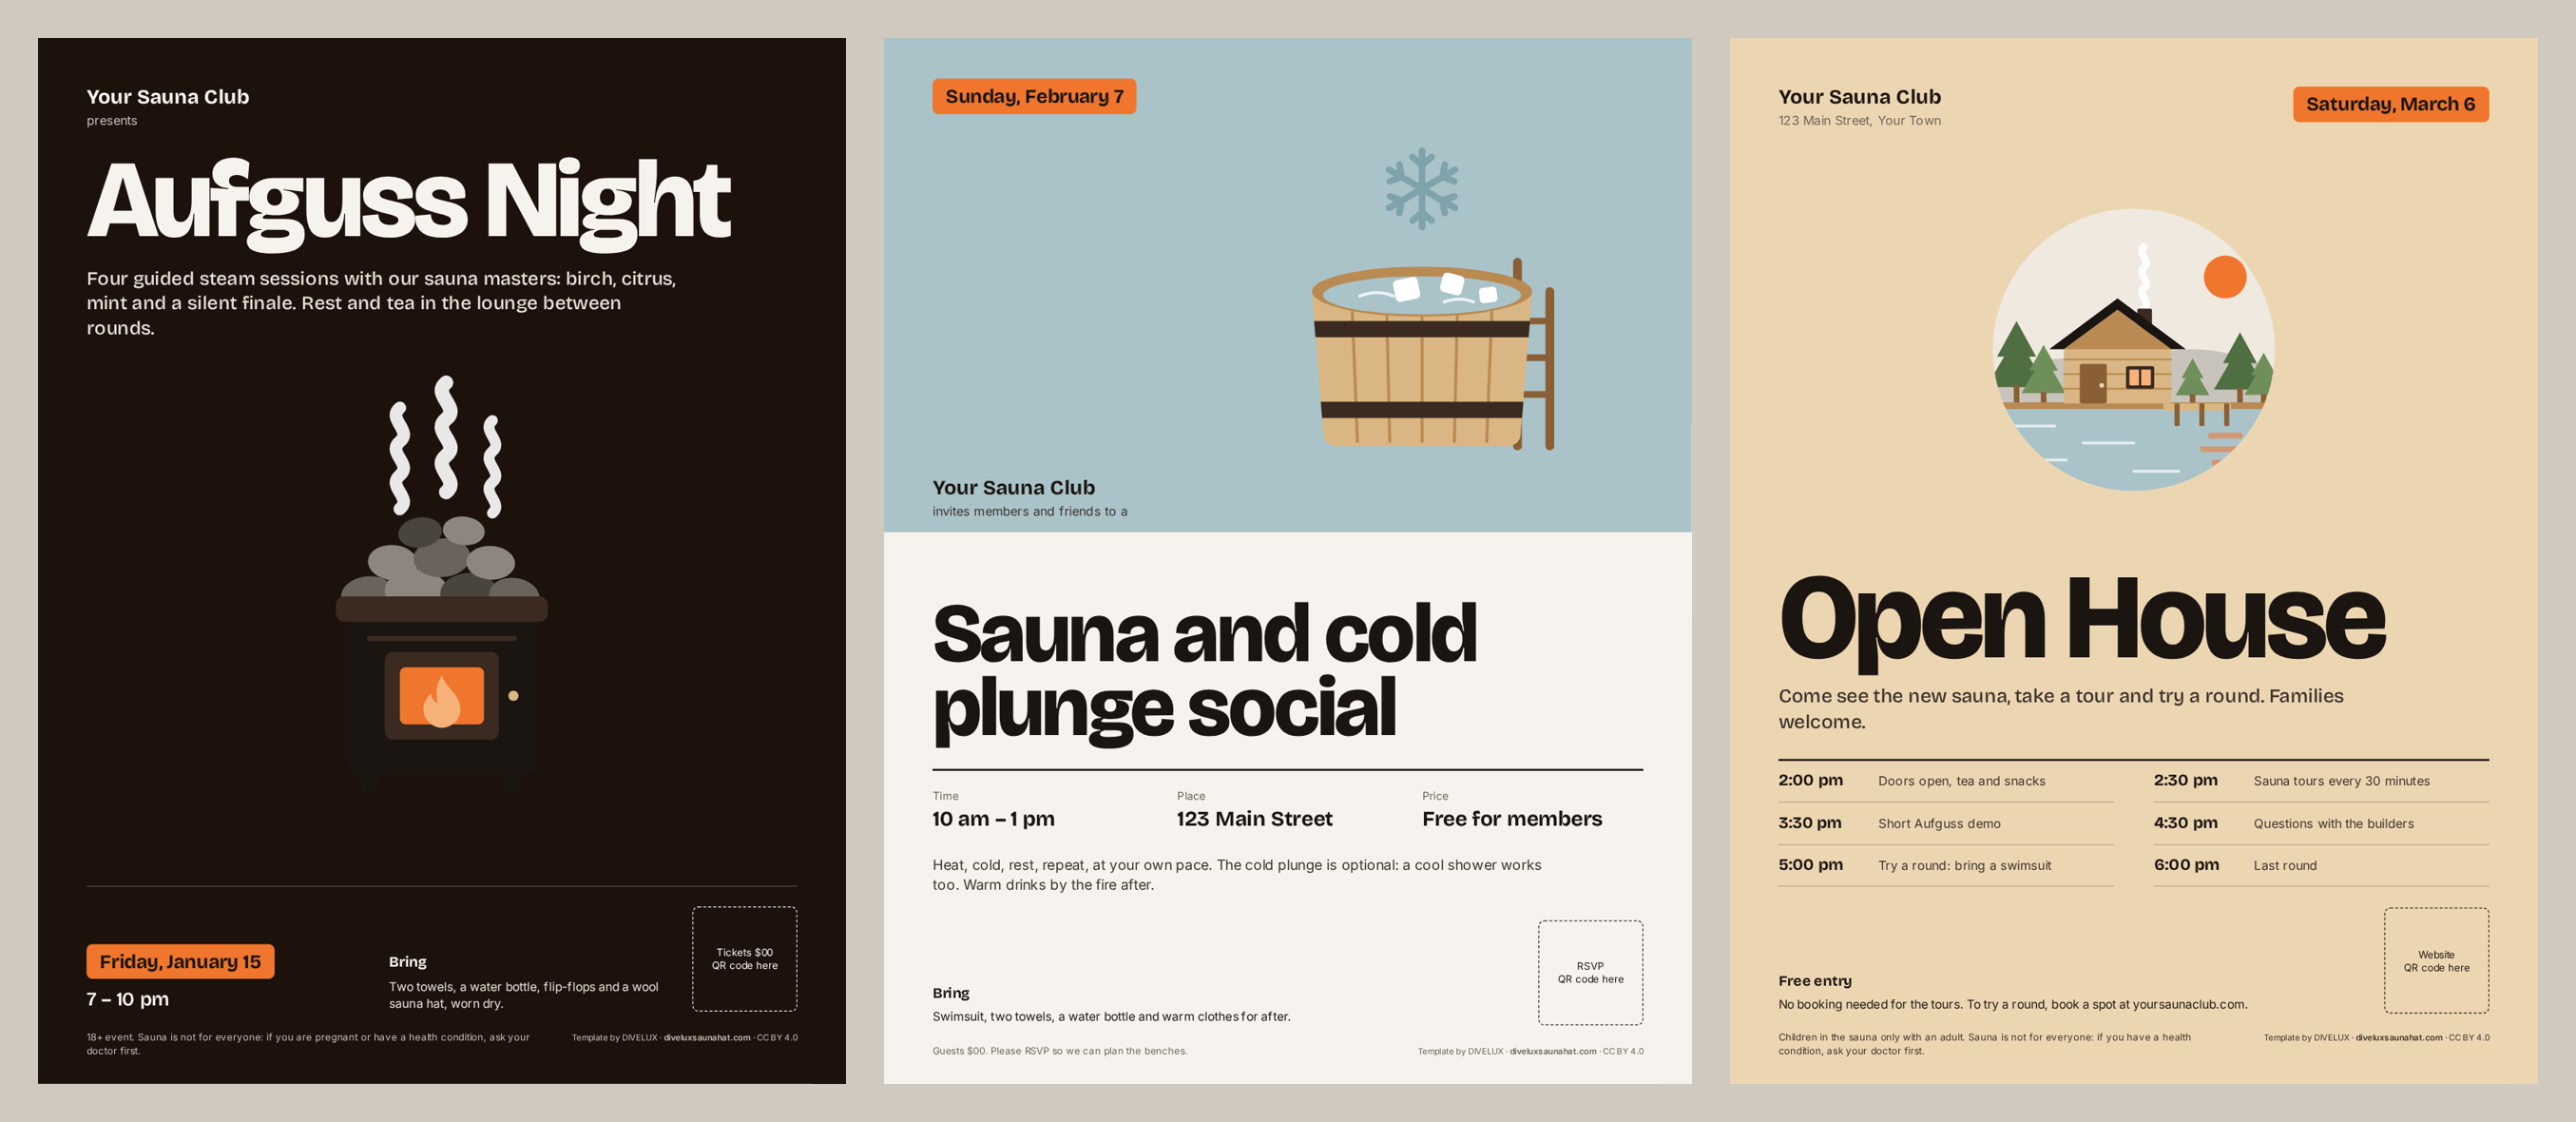 Your Sauna Club
presents
Aufguss Night
Four guided steam sessions with our sauna masters: birch, citrus,
mint and a silent finale. Rest and tea in the lounge between
rounds.
Friday, January 15
7 – 10 pm
Bring
Two towels, a water bottle, flip-flops and a wool
sauna hat, worn dry.
Tickets $00
QR code here
18+ event. Sauna is not for everyone: if you are pregnant or have a health condition, ask your
doctor first.
Template by DIVELUX · diveluxsaunahat.com · CC BY 4.0
Sunday, February 7
Your Sauna Club
invites members and friends to a
Sauna and cold
plunge social
Time
10 am – 1 pm
Place
123 Main Street
Price
Free for members
Heat, cold, rest, repeat, at your own pace. The cold plunge is optional: a cool shower works
too. Warm drinks by the fire after.
Bring
Swimsuit, two towels, a water bottle and warm clothes for after.
RSVP
QR code here
Guests $00. Please RSVP so we can plan the benches.
Template by DIVELUX · diveluxsaunahat.com · CC BY 4.0
Your Sauna Club
123 Main Street, Your Town
Saturday, March 6
Open House
Come see the new sauna, take a tour and try a round. Families
welcome.
2:00 pm Doors open, tea and snacks
2:30 pm Sauna tours every 30 minutes
3:30 pm Short Aufguss demo
4:30 pm Questions with the builders
5:00 pm Try a round: bring a swimsuit
6:00 pm Last round
Free entry
No booking needed for the tours. To try a round, book a spot at yoursaunaclub.com.
Website
QR code here
Children in the sauna only with an adult. Sauna is not for everyone: if you have a health
condition, ask your doctor first.
Template by DIVELUX · diveluxsaunahat.com · CC BY 4.0